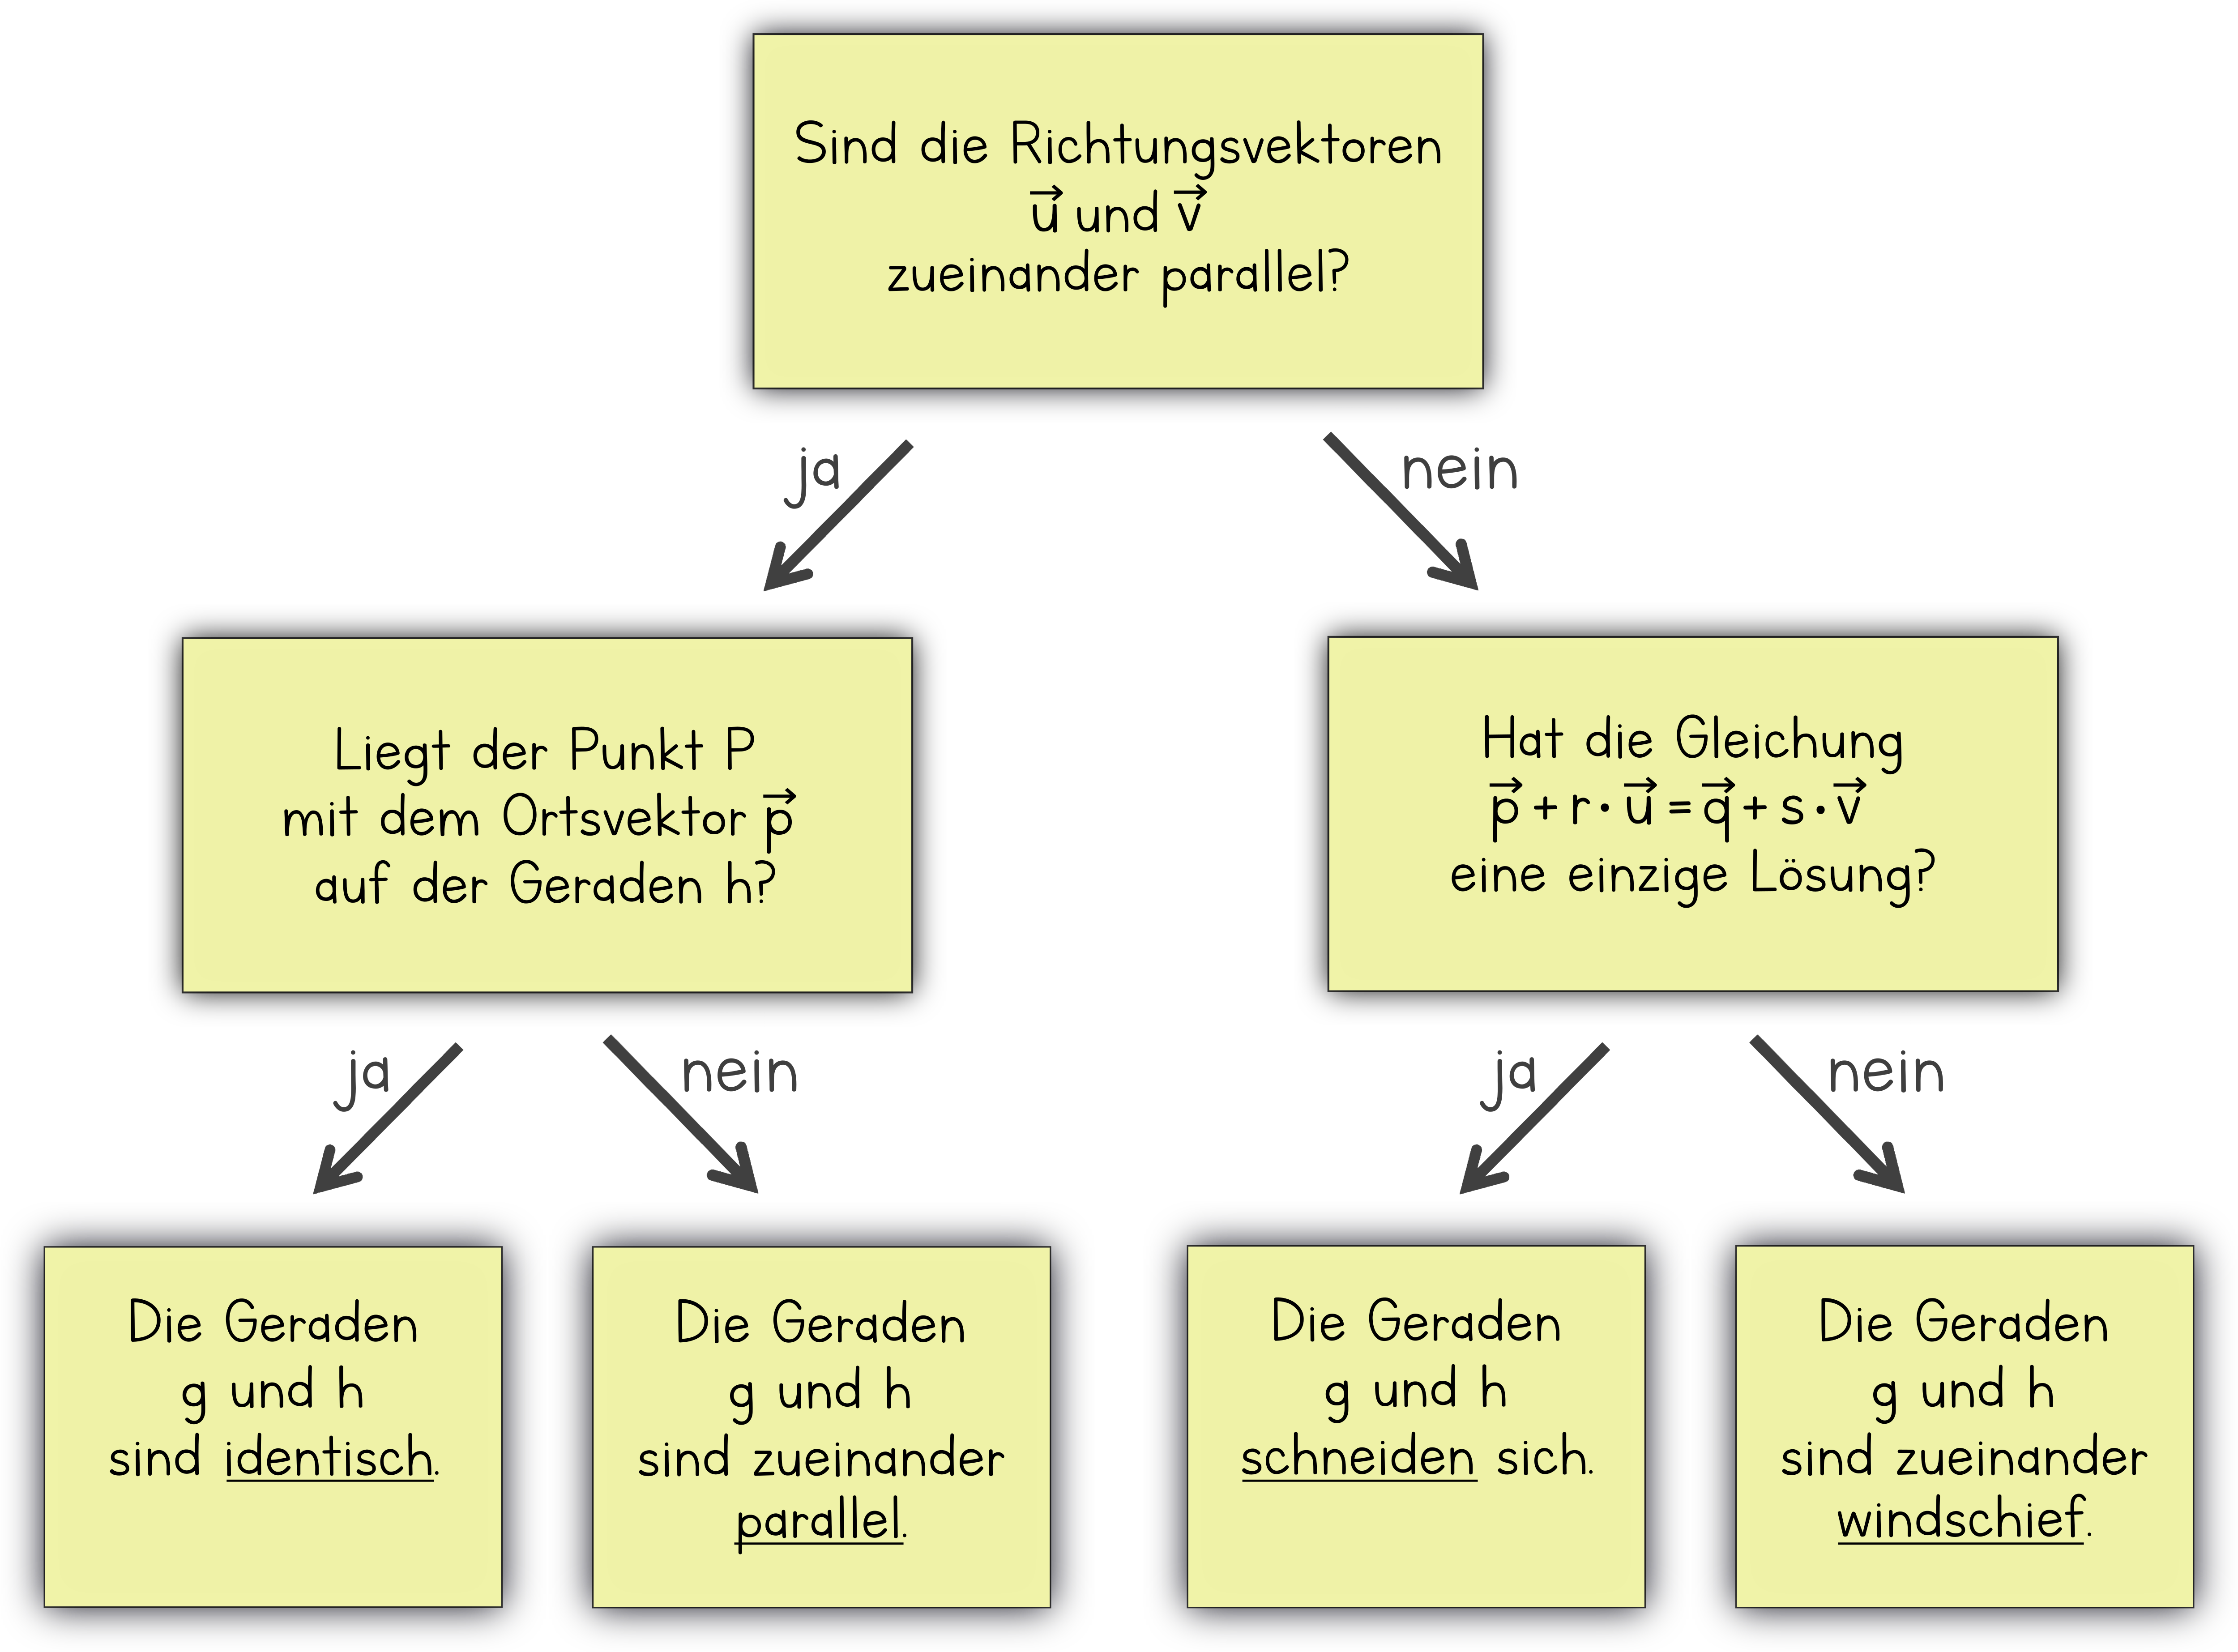 Sind die Richtungsvektoren
u⃗ und v⃗
zueinander parallel?
ja
nein
Liegt der Punkt P
mit dem Ortsvektor p⃗
auf der Geraden h?
Hat die Gleichung
p⃗ + r · u⃗ = q⃗ + s · v⃗
eine einzige Lösung?
ja
nein
ja
nein
Die Geraden
g und h
sind identisch.
Die Geraden
g und h
sind zueinander
parallel.
Die Geraden
g und h
schneiden sich.
Die Geraden
g und h
sind zueinander
windschief.